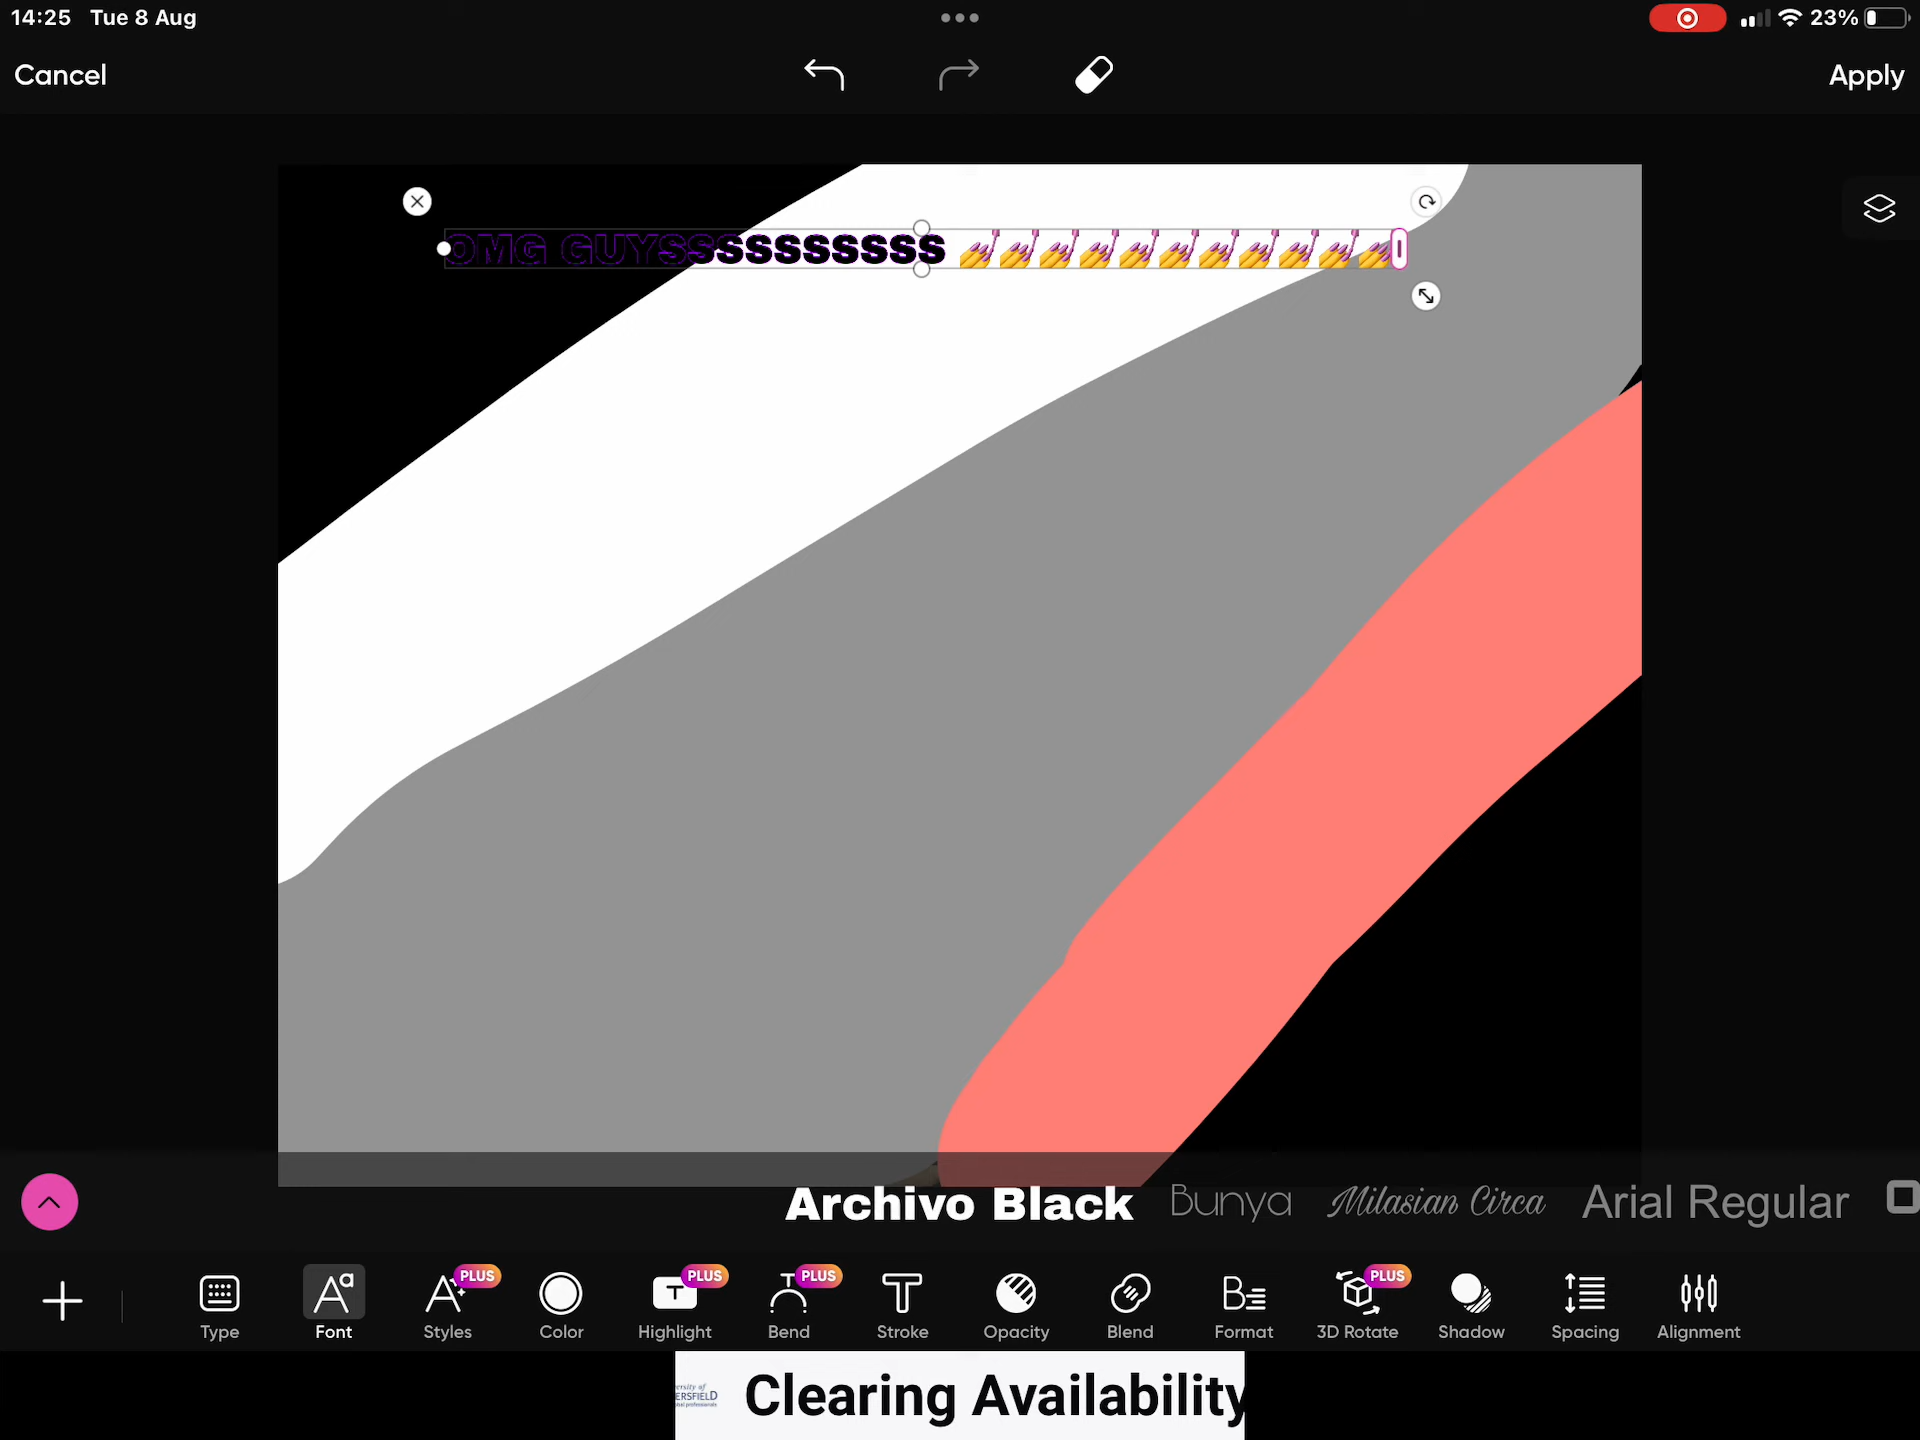 14:25 Tue 8 Aug
23%
Cancel
Apply
OMG GUYSSSSSSSSSSS 💅💅💅💅💅💅💅💅💅💅💅
Archivo Black Bunya Milasian Circa Arial Regular
PLUS PLUS PLUS PLUS
Type Font Styles Color Highlight Bend Stroke Opacity Blend Format 3D Rotate Shadow Spacing Alignment
Clearing Availability